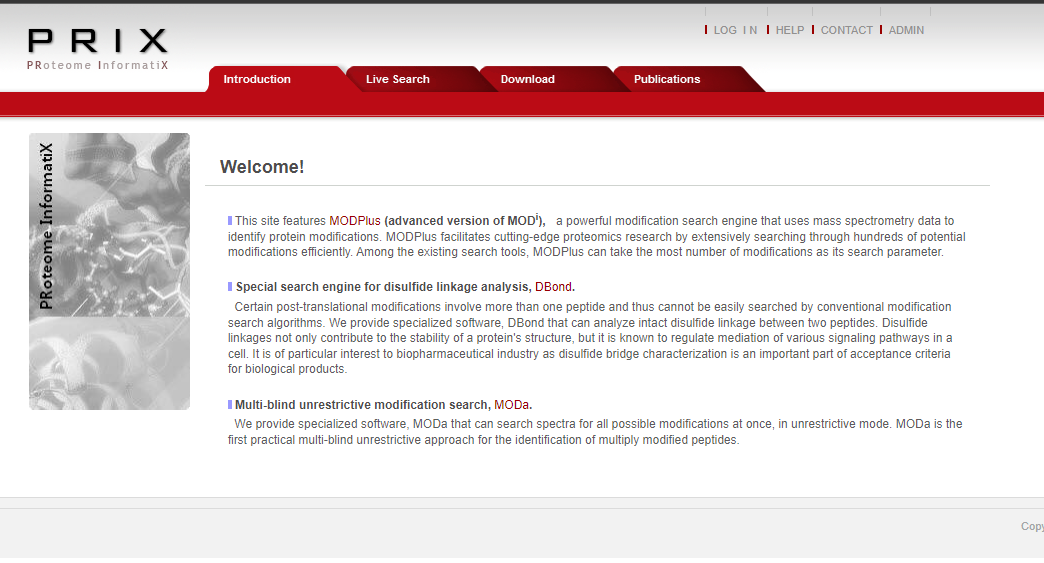 PRIX
PRoteome InformatiX
LOG IN HELP CONTACT ADMIN
Introduction Live Search Download Publications
PRoteome InformatiX
Welcome!
This site features MODPlus (advanced version of MODi), a powerful modification search engine that uses mass spectrometry data to
identify protein modifications. MODPlus facilitates cutting-edge proteomics research by extensively searching through hundreds of potential
modifications efficiently. Among the existing search tools, MODPlus can take the most number of modifications as its search parameter.
Special search engine for disulfide linkage analysis, DBond.
Certain post-translational modifications involve more than one peptide and thus cannot be easily searched by conventional modification
search algorithms. We provide specialized software, DBond that can analyze intact disulfide linkage between two peptides. Disulfide
linkages not only contribute to the stability of a protein's structure, but it is known to regulate mediation of various signaling pathways in a
cell. It is of particular interest to biopharmaceutical industry as disulfide bridge characterization is an important part of acceptance criteria
for biological products.
Multi-blind unrestrictive modification search, MODa.
We provide specialized software, MODa that can search spectra for all possible modifications at once, in unrestrictive mode. MODa is the
first practical multi-blind unrestrictive approach for the identification of multiply modified peptides.
Copy